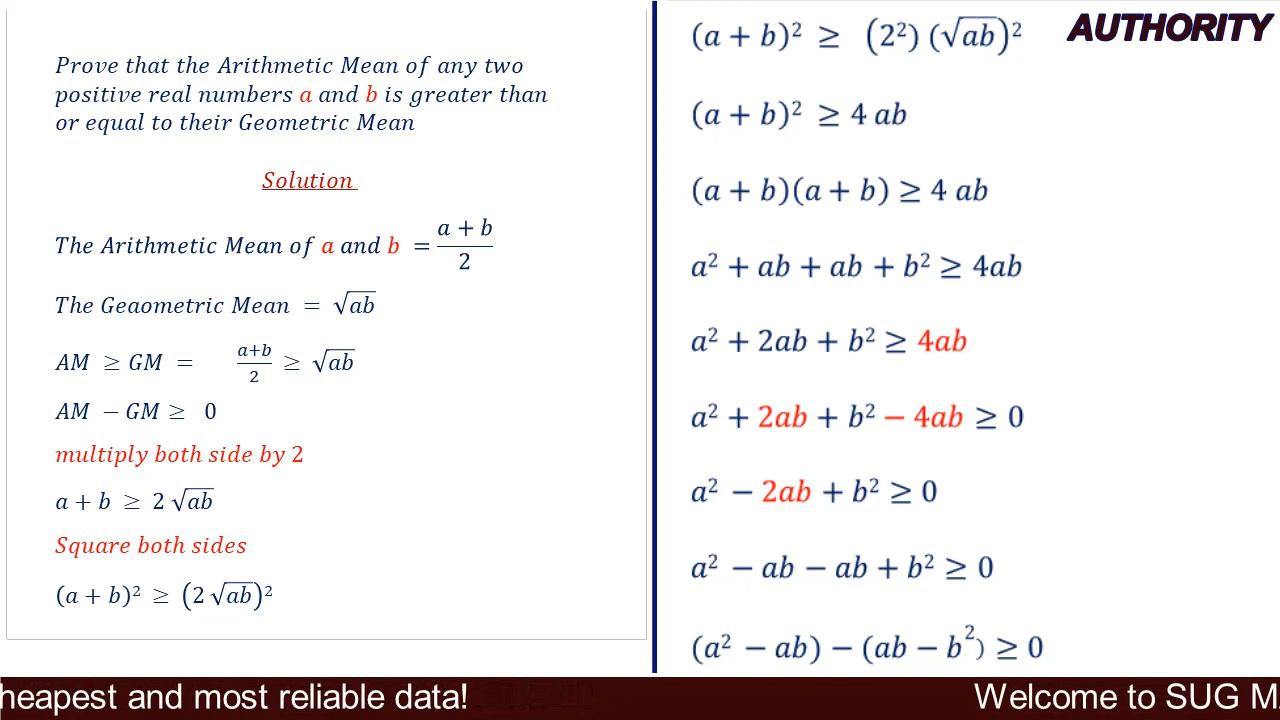 Prove that the Arithmetic Mean of any two
positive real numbers a and b is greater than
or equal to their Geometric Mean
Solution
The Arithmetic Mean of a and b = (a + b)/2
The Geaometric Mean = √ab
AM ≥ GM = (a+b)/2 ≥ √ab
AM − GM ≥ 0
multiply both side by 2
a + b ≥ 2 √ab
Square both sides
(a + b)² ≥ (2 √ab)²
AUTHORITY
(a + b)² ≥ (2²) (√ab)²
(a + b)² ≥ 4 ab
(a + b)(a + b) ≥ 4 ab
a² + ab + ab + b² ≥ 4ab
a² + 2ab + b² ≥ 4ab
a² + 2ab + b² − 4ab ≥ 0
a² − 2ab + b² ≥ 0
a² − ab − ab + b² ≥ 0
(a² − ab) − (ab − b²) ≥ 0
heapest and most reliable data! Welcome to SUG M